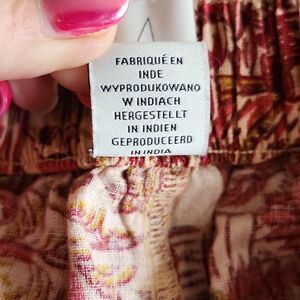 FABRIQUÉ EN
INDE
WYPRODUKOWANO
W INDIACH
HERGESTELLT
IN INDIEN
GEPRODUCEERD
IN INDIA